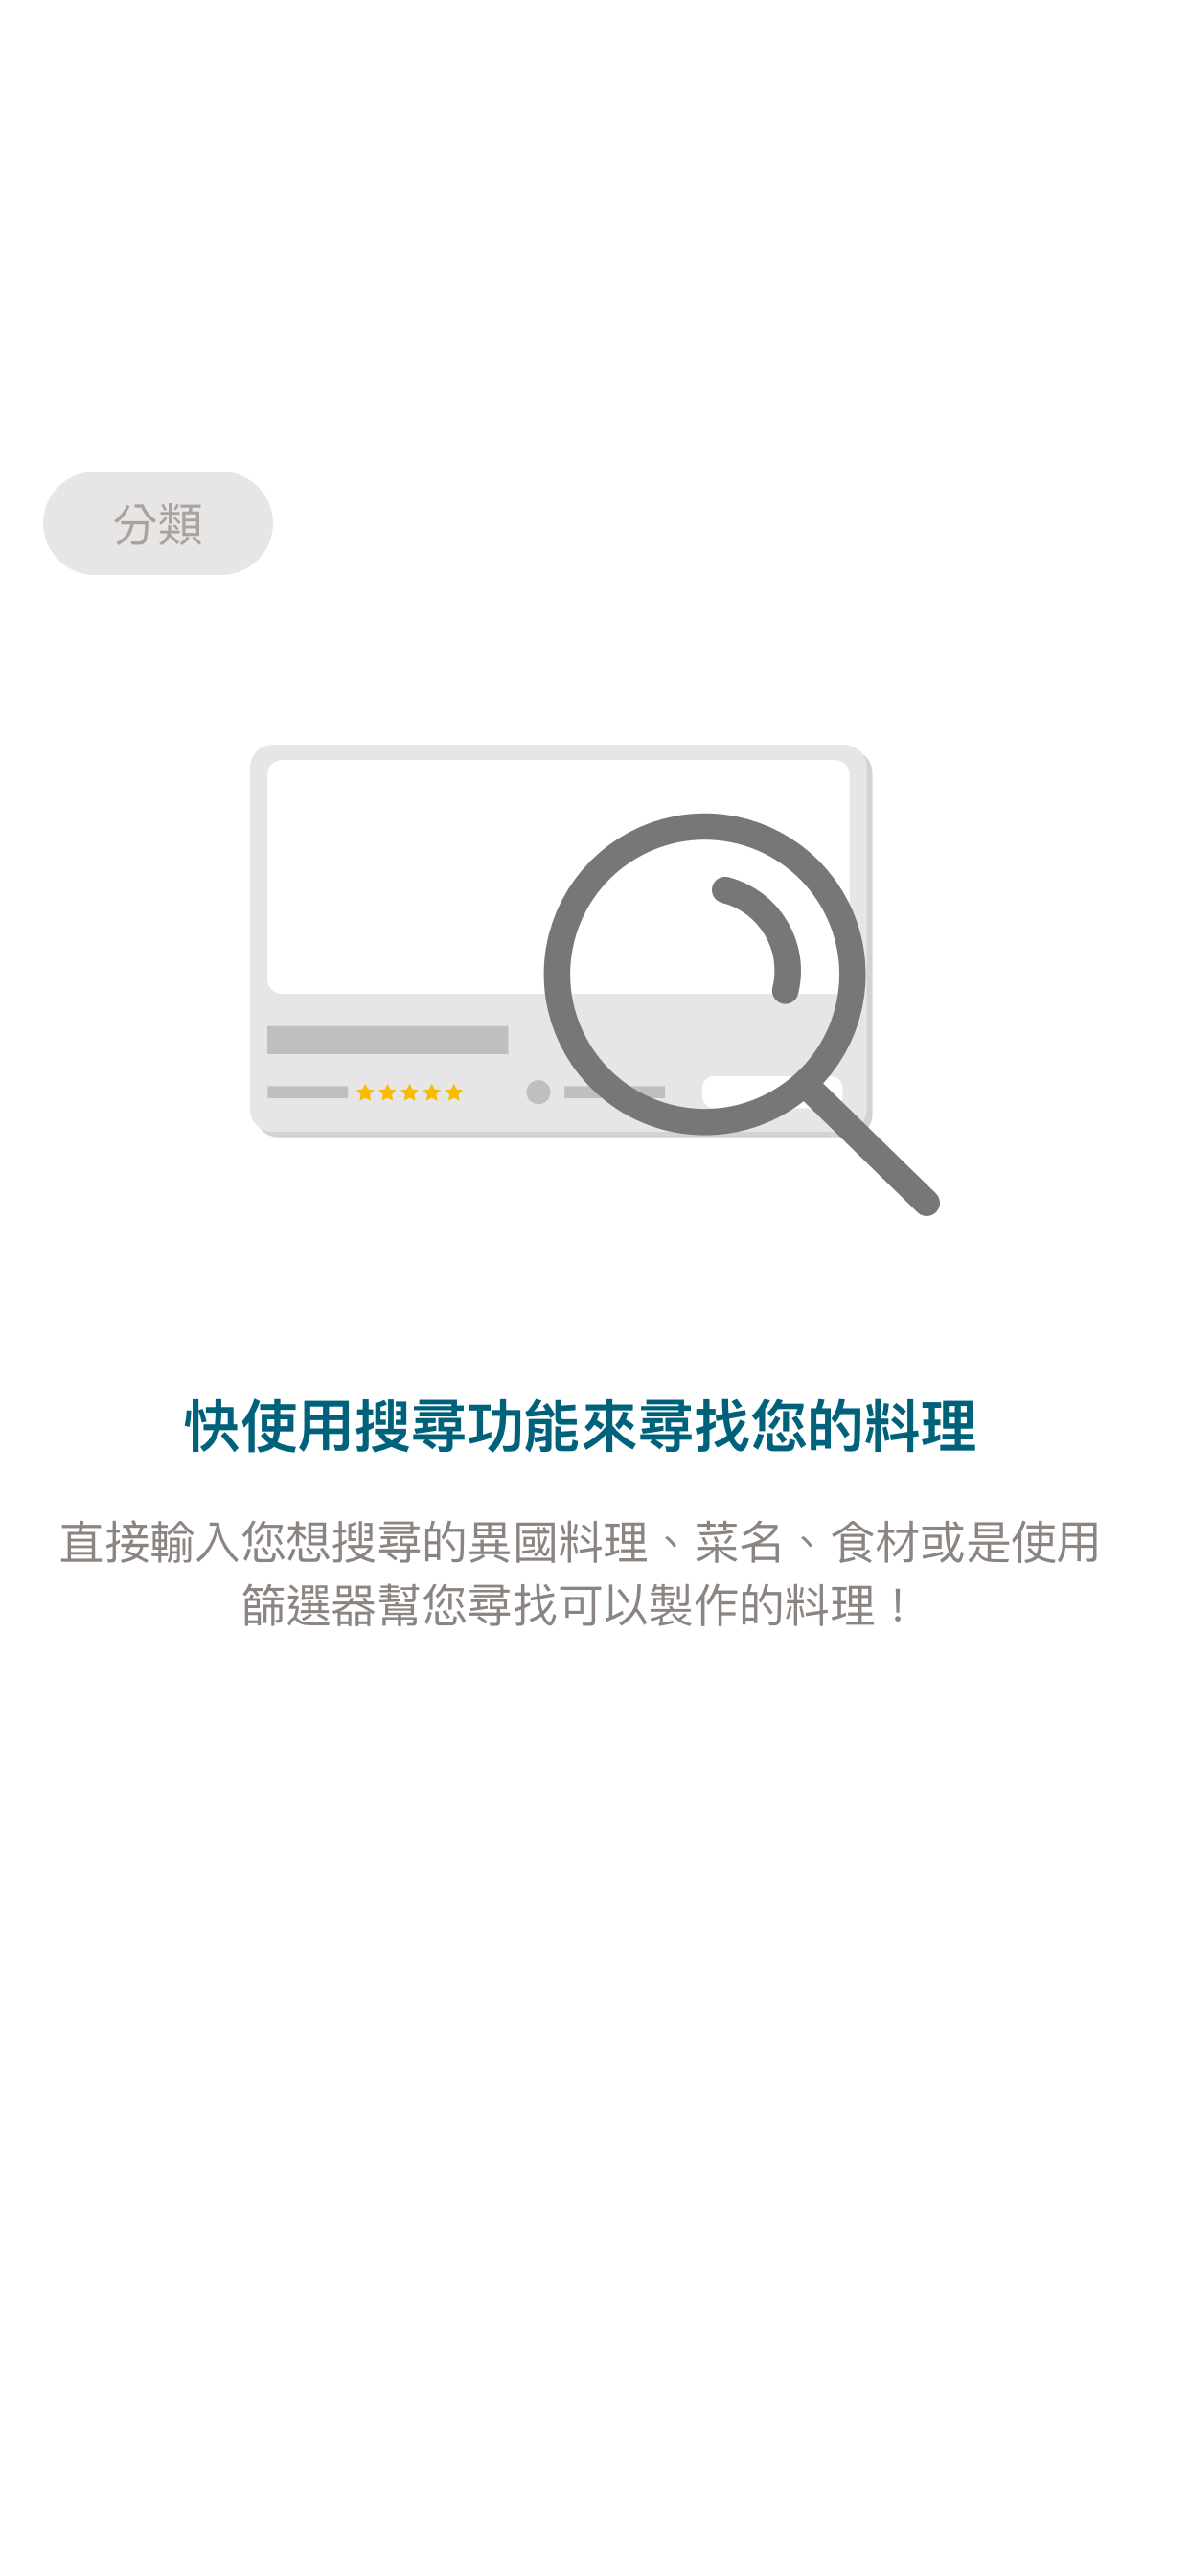 分類
快使用搜尋功能來尋找您的料理
直接輸入您想搜尋的異國料理、菜名、食材或是使用
篩選器幫您尋找可以製作的料理！